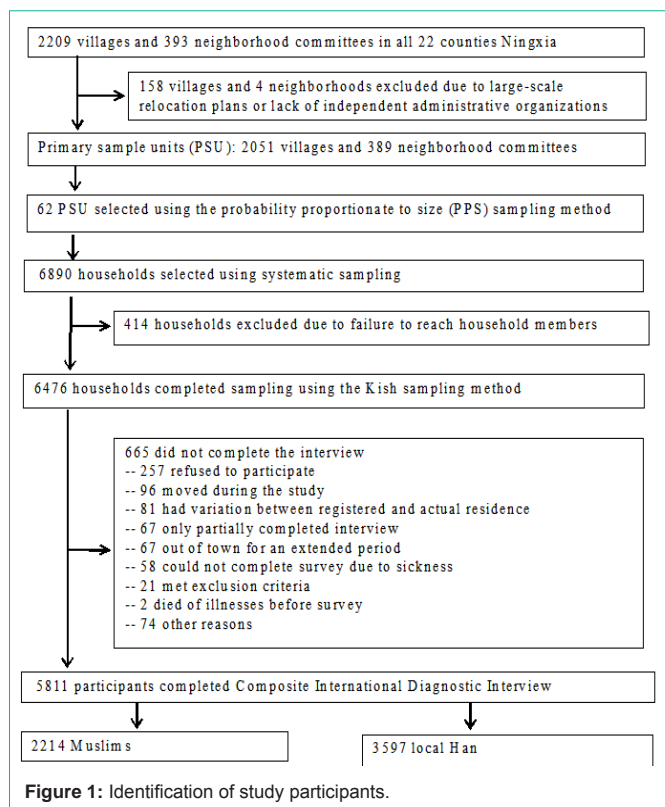 2209 villages and 393 neighborhood committees in all 22 counties Ningxia
158 villages and 4 neighborhoods excluded due to large-scale
relocation plans or lack of independent administrative organizations
Primary sample units (PSU): 2051 villages and 389 neighborhood committees
62 PSU selected using the probability proportionate to size (PPS) sampling method
6890 households selected using systematic sampling
414 households excluded due to failure to reach household members
6476 households completed sampling using the Kish sampling method
665 did not complete the interview
-- 257 refused to participate
-- 96 moved during the study
-- 81 had variation between registered and actual residence
-- 67 only partially completed interview
-- 67 out of town for an extended period
-- 58 could not complete survey due to sickness
-- 21 met exclusion criteria
-- 2 died of illnesses before survey
-- 74 other reasons
5811 participants completed Composite International Diagnostic Interview
2214 Muslims
3597 local Han
Figure 1: Identification of study participants.